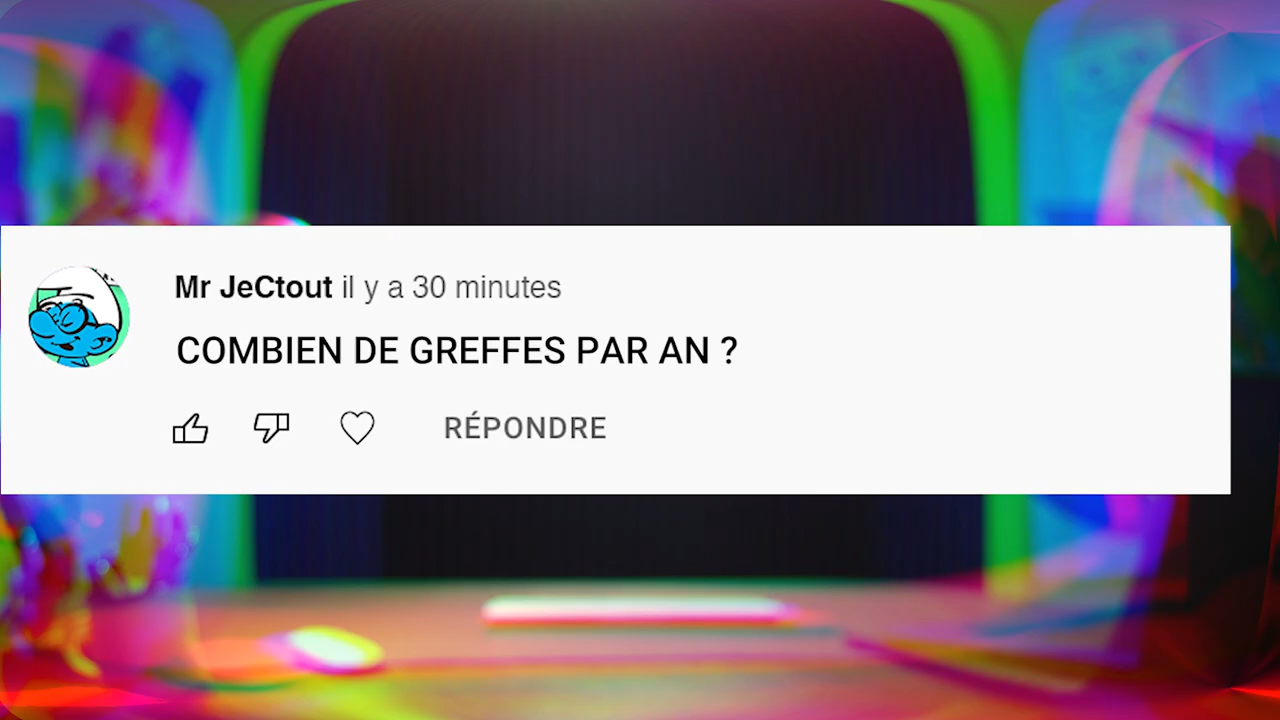 Mr JeCtout il y a 30 minutes
COMBIEN DE GREFFES PAR AN ?
RÉPONDRE